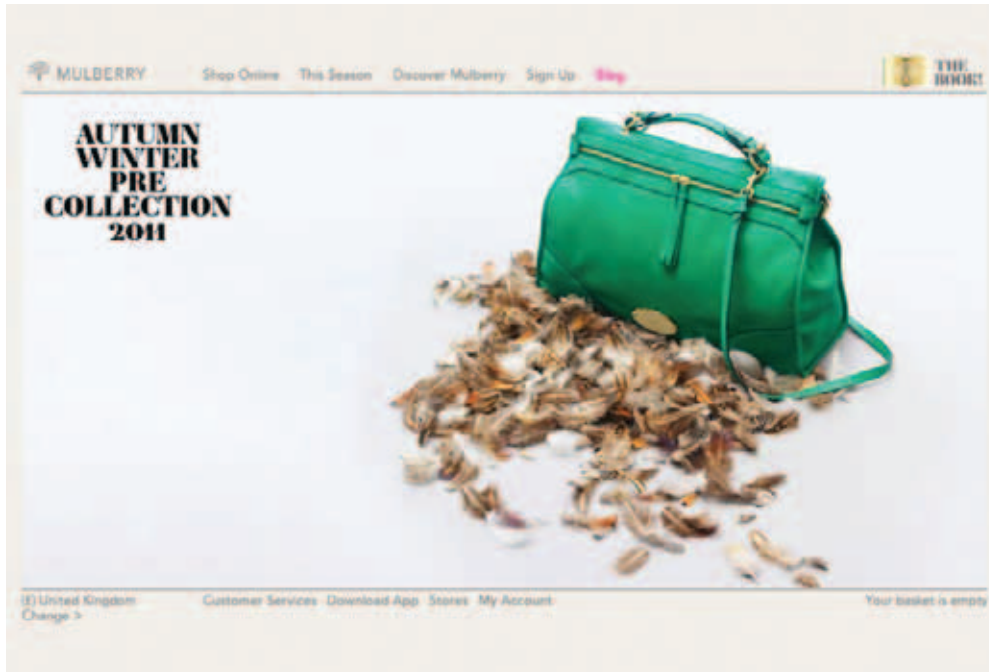 MULBERRY Shop Online This Season Discover Mulberry Sign Up Blog THE
BOOK!
AUTUMN
WINTER
PRE
COLLECTION
2011
(£) United Kingdom Customer Services Download App Stores My Account Your basket is empty
Change >